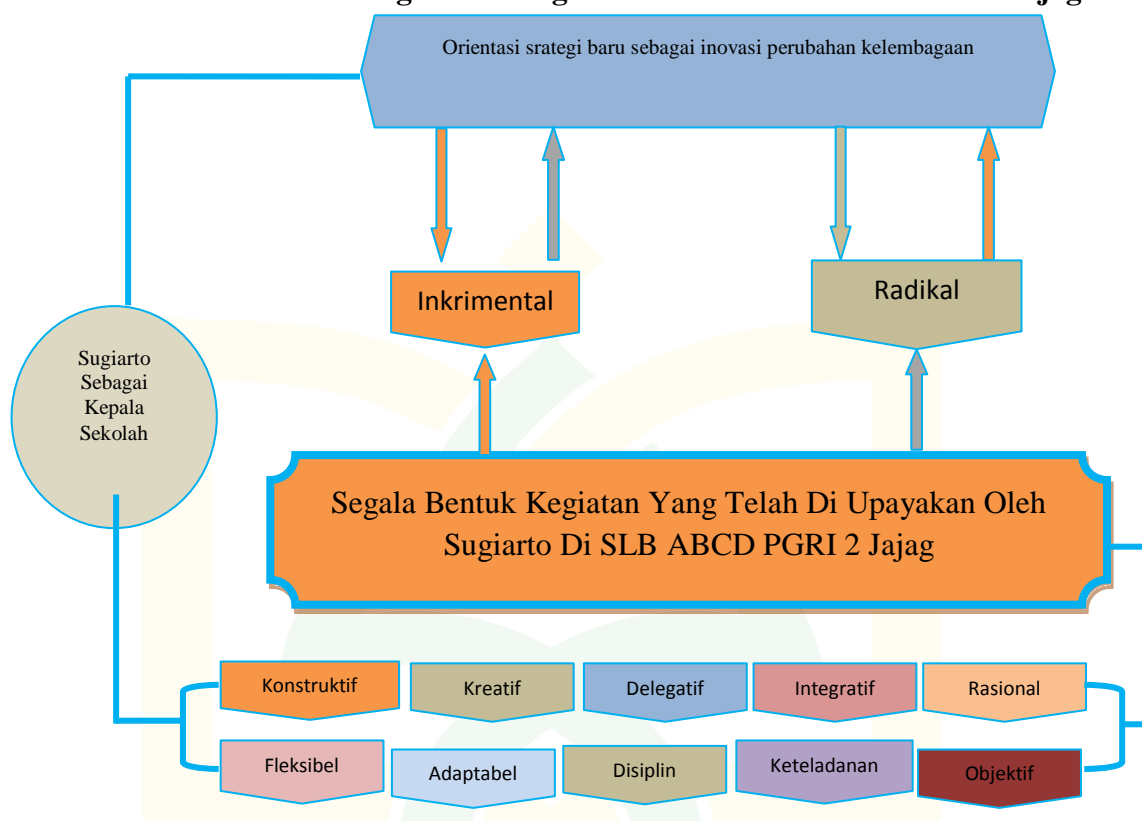 Orientasi srategi baru sebagai inovasi perubahan kelembagaan
Inkrimental
Radikal
Sugiarto
Sebagai
Kepala
Sekolah
Segala Bentuk Kegiatan Yang Telah Di Upayakan Oleh
Sugiarto Di SLB ABCD PGRI 2 Jajag
Konstruktif
Kreatif
Delegatif
Integratif
Rasional
Fleksibel
Adaptabel
Disiplin
Keteladanan
Objektif